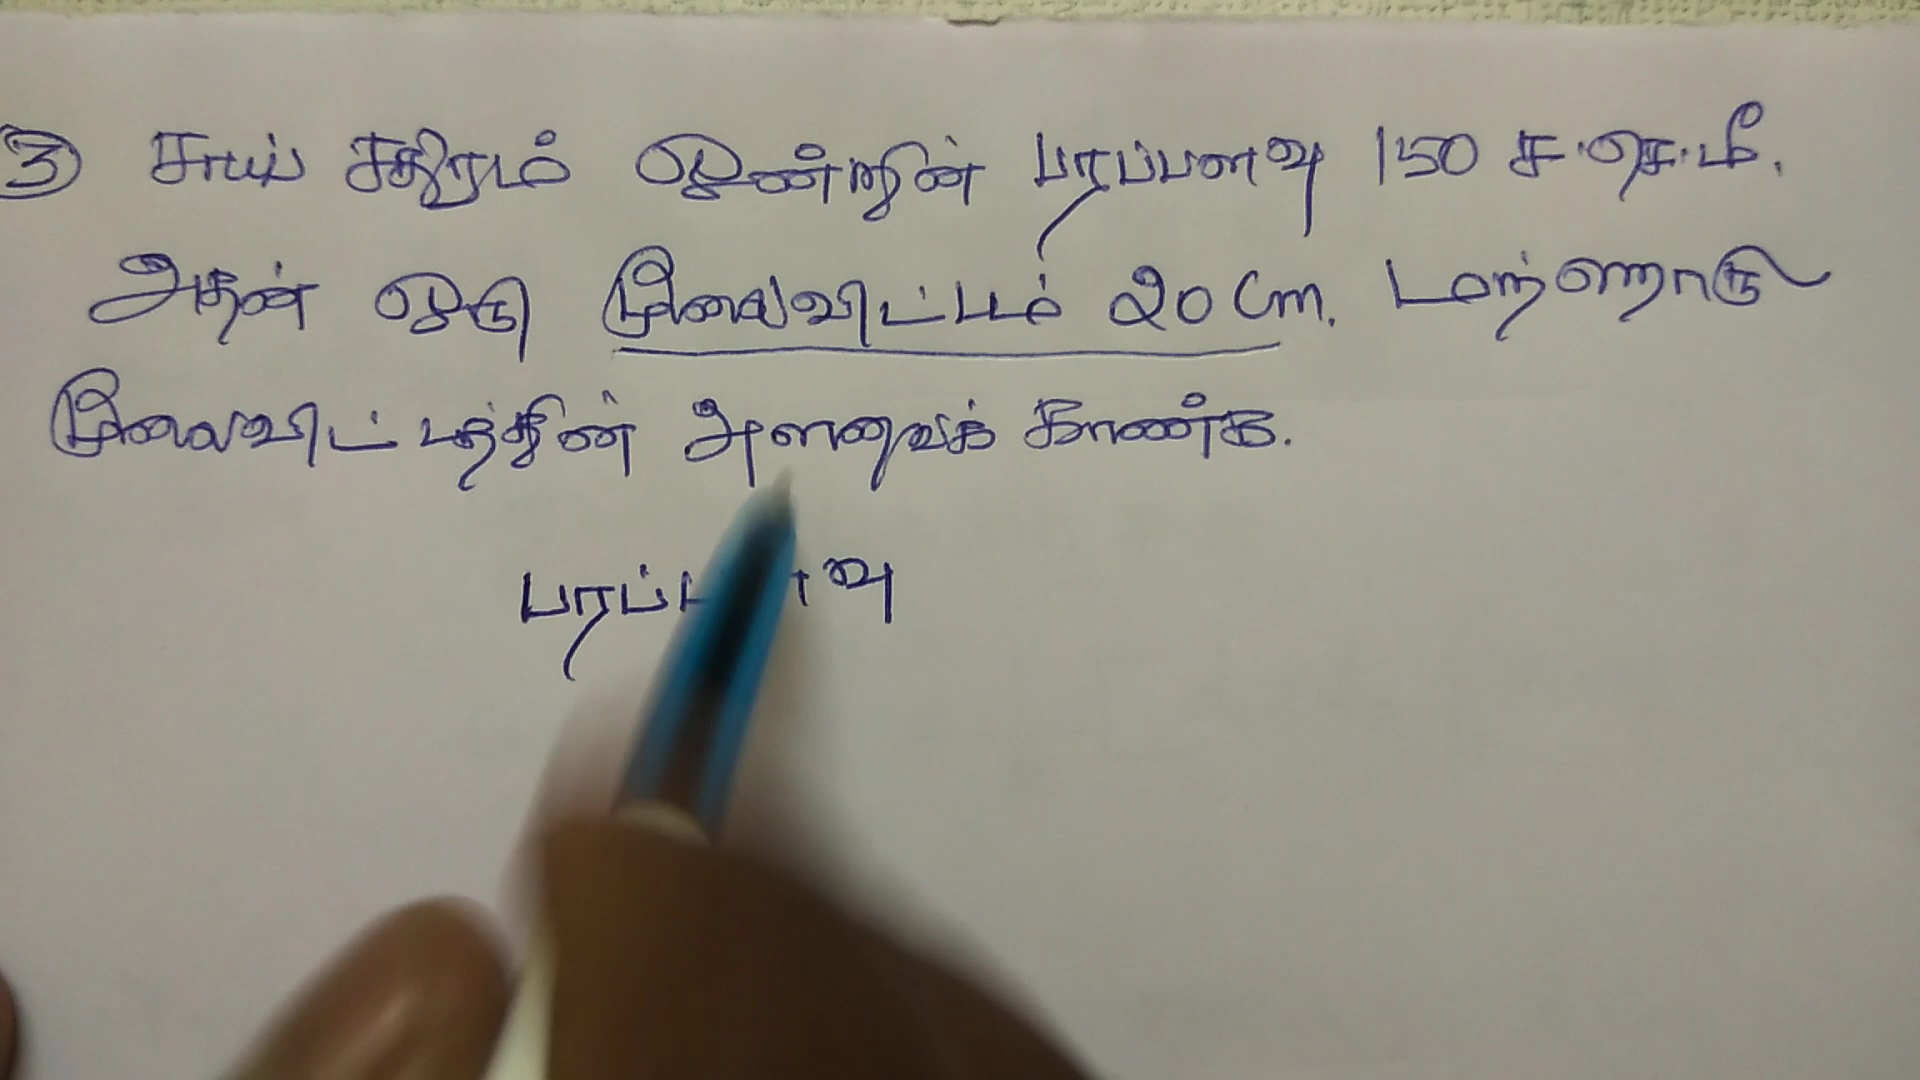 3) சாய் சதுரம் ஒன்றின் பரப்பளவு 150 ச.செ.மீ.
அதன் ஒரு மூலைவிட்டம் 20 Cm. மற்றொரு
மூலைவிட்டத்தின் அளவைக் காண்க.